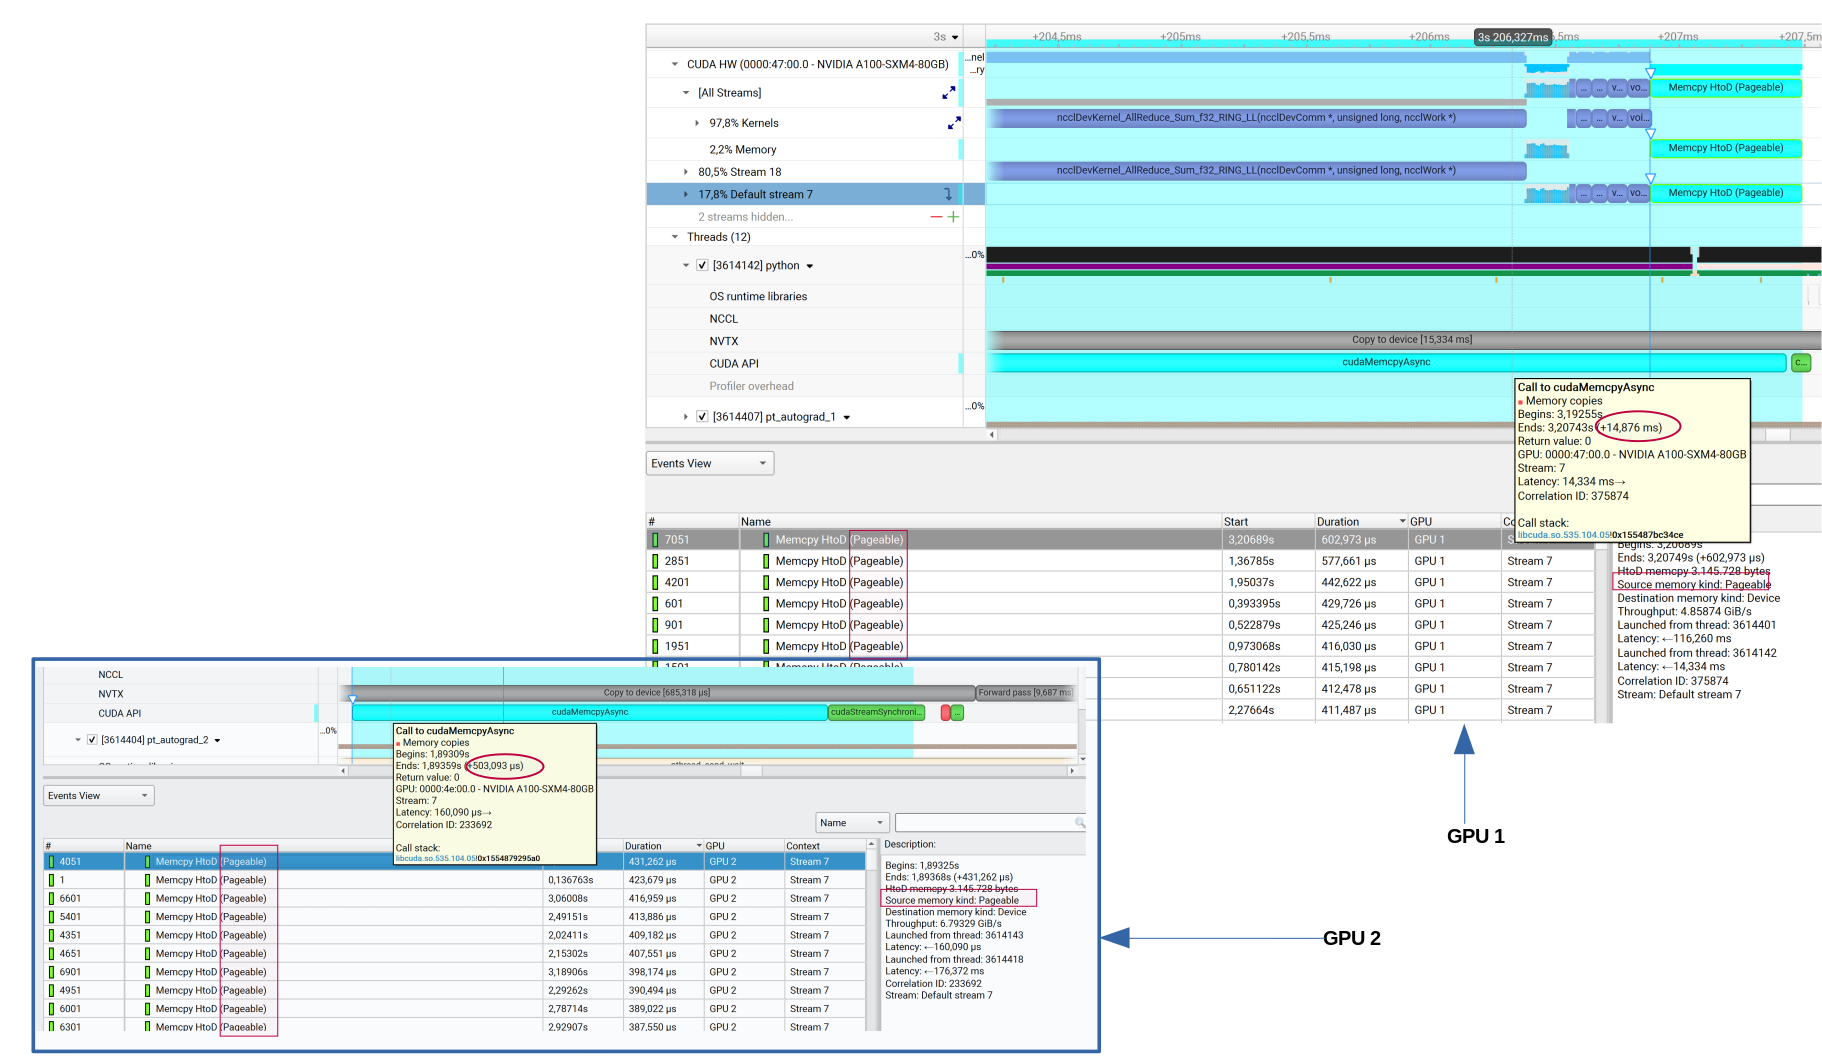 3s
+204,5ms +205ms +205,5ms +206ms 3s 206,327ms 5,5ms +207ms +207,5m
CUDA HW (0000:47:00.0 - NVIDIA A100-SXM4-80GB) ...nel
...ry
[All Streams] ... ... v... vo... Memcpy HtoD (Pageable)
97,8% Kernels ncclDevKernel_AllReduce_Sum_f32_RING_LL(ncclDevComm *, unsigned long, ncclWork *) ... ... v... voi...
2,2% Memory Memcpy HtoD (Pageable)
80,5% Stream 18 ncclDevKernel_AllReduce_Sum_f32_RING_LL(ncclDevComm *, unsigned long, ncclWork *)
17,8% Default stream 7 ... ... v... vo... Memcpy HtoD (Pageable)
2 streams hidden... − +
Threads (12)
...0%
[3614142] python
OS runtime libraries
NCCL
NVTX Copy to device [15,334 ms]
CUDA API cudaMemcpyAsync c...
Profiler overhead
[3614407] pt_autograd_1 ...0%
Call to cudaMemcpyAsync
Memory copies
Begins: 3,19255s
Ends: 3,20743s (+14,876 ms)
Return value: 0
GPU: 0000:47:00.0 - NVIDIA A100-SXM4-80GB
Stream: 7
Latency: 14,334 ms→
Correlation ID: 375874
Call stack:
libcuda.so.535.104.05!0x155487bc34ce
Events View
# Name Start Duration GPU Co
7051 Memcpy HtoD (Pageable) 3,20689s 602,973 µs GPU 1 S
2851 Memcpy HtoD (Pageable) 1,36785s 577,661 µs GPU 1 Stream 7
4201 Memcpy HtoD (Pageable) 1,95037s 442,622 µs GPU 1 Stream 7
601 Memcpy HtoD (Pageable) 0,393395s 429,726 µs GPU 1 Stream 7
901 Memcpy HtoD (Pageable) 0,522879s 425,246 µs GPU 1 Stream 7
1951 Memcpy HtoD (Pageable) 0,973068s 416,030 µs GPU 1 Stream 7
1501 Memcpy HtoD (Pageable) 0,780142s 415,198 µs GPU 1 Stream 7
0,651122s 412,478 µs GPU 1 Stream 7
2,27664s 411,487 µs GPU 1 Stream 7
Begins: 3,20689s
Ends: 3,20749s (+602,973 µs)
HtoD memcpy 3.145.728 bytes
Source memory kind: Pageable
Destination memory kind: Device
Throughput: 4.85874 GiB/s
Launched from thread: 3614401
Latency: ←116,260 ms
Launched from thread: 3614142
Latency: ←14,334 ms
Correlation ID: 375874
Stream: Default stream 7
GPU 1
NCCL
NVTX Copy to device [685,318 µs] Forward pass [9,687 ms]
CUDA API cudaMemcpyAsync cudaStreamSynchroni... ...
[3614404] pt_autograd_2 ...0%
pthread_cond_wait
Call to cudaMemcpyAsync
Memory copies
Begins: 1,89309s
Ends: 1,89359s (+503,093 µs)
Return value: 0
GPU: 0000:4e:00.0 - NVIDIA A100-SXM4-80GB
Stream: 7
Latency: 160,090 µs→
Correlation ID: 233692
Call stack:
libcuda.so.535.104.05!0x1554879295a0
Events View
Name
# Name Duration GPU Context
4051 Memcpy HtoD (Pageable) 431,262 µs GPU 2 Stream 7
1 Memcpy HtoD (Pageable) 0,136763s 423,679 µs GPU 2 Stream 7
6601 Memcpy HtoD (Pageable) 3,06008s 416,959 µs GPU 2 Stream 7
5401 Memcpy HtoD (Pageable) 2,49151s 413,886 µs GPU 2 Stream 7
4351 Memcpy HtoD (Pageable) 2,02411s 409,182 µs GPU 2 Stream 7
4651 Memcpy HtoD (Pageable) 2,15302s 407,551 µs GPU 2 Stream 7
6901 Memcpy HtoD (Pageable) 3,18906s 398,174 µs GPU 2 Stream 7
4951 Memcpy HtoD (Pageable) 2,29262s 390,494 µs GPU 2 Stream 7
6001 Memcpy HtoD (Pageable) 2,78714s 389,022 µs GPU 2 Stream 7
6301 Memcpy HtoD (Pageable) 2,92907s 387,550 µs GPU 2 Stream 7
Description:
Begins: 1,89325s
Ends: 1,89368s (+431,262 µs)
HtoD memcpy 3.145.728 bytes
Source memory kind: Pageable
Destination memory kind: Device
Throughput: 6.79329 GiB/s
Launched from thread: 3614143
Latency: ←160,090 µs
Launched from thread: 3614418
Latency: ←176,372 ms
Correlation ID: 233692
Stream: Default stream 7
GPU 2